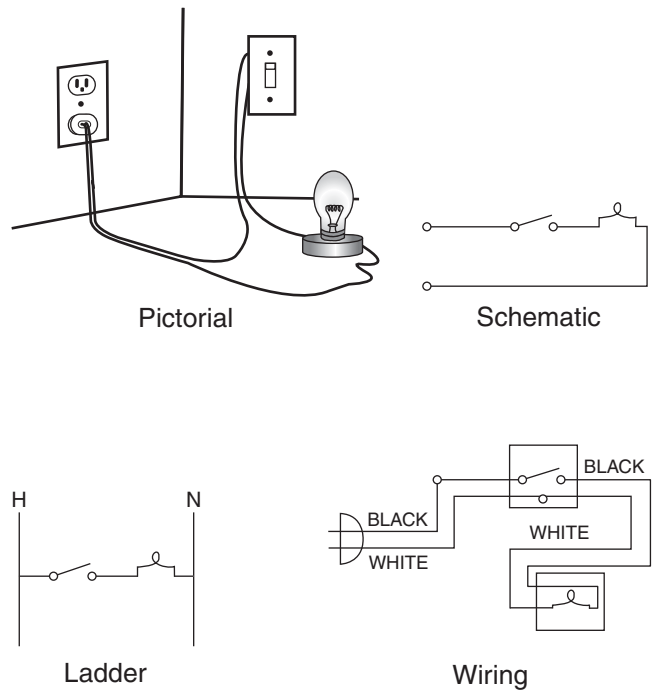 Pictorial
Schematic
H
N
Ladder
BLACK
BLACK
WHITE
WHITE
Wiring